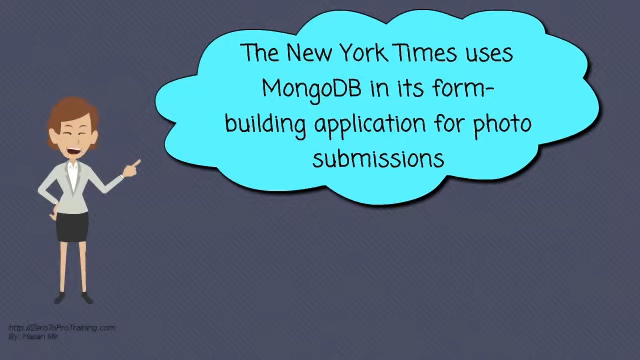 The New York Times uses
MongoDB in its form-
building application for photo
submissions
http://ZeroToProTraining.com
By: Hasan Mir